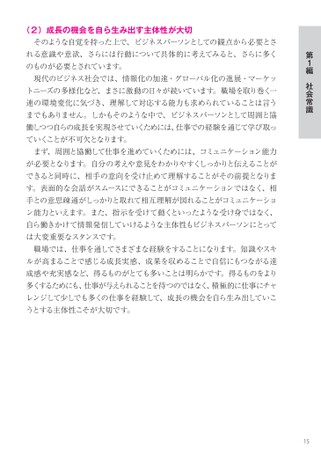 （２）成長の機会を自ら生み出す主体性が大切
そのような自覚を持った上で、ビジネスパーソンとしての観点から必要とさ
れる意識や意欲、さらには行動について具体的に考えてみると、さらに多く
のものが必要とされています。
現代のビジネス社会では、情報化の加速・グローバル化の進展・マーケッ
トニーズの多様化など、まさに激動の日々が続いています。職場を取り巻く一
連の環境変化に気づき、理解して対応する能力も求められていることは言う
までもありません。しかもそのような中で、ビジネスパーソンとして周囲と協
働しつつ自らの成長を実現させていくためには、仕事での経験を通じて学び取っ
ていくことが不可欠となります。
まず、周囲と協働して仕事を進めていくためには、コミュニケーション能力
が必要となります。自分の考えや意見をわかりやすくしっかりと伝えることが
できると同時に、相手の意向を受け止めて理解することがその前提となりま
す。表面的な会話がスムースにできることがコミュニケーションではなく、相
手との意思疎通がしっかりと取れて相互理解が図れることがコミュニケーショ
ン能力といえます。また、指示を受けて動くといったような受け身ではなく、
自ら働きかけて情報発信していけるような主体性もビジネスパーソンにとって
は大変重要なスタンスです。
職場では、仕事を通してさまざまな経験をすることになります。知識やスキ
ルが高まることで感じる成長実感、成果を収めることで自信にもつながる達
成感や充実感など、得るものがとても多いことは明らかです。得るものをより
多くするためにも、仕事が与えられることを待つのではなく、積極的に仕事にチャ
レンジして少しでも多くの仕事を経験して、成長の機会を自ら生み出していこ
うとする主体性こそが大切です。
第1編 社会常識
15